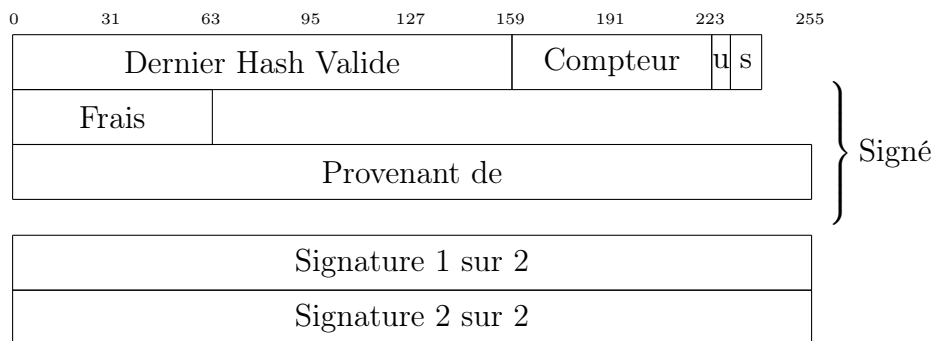 0 31 63 95 127 159 191 223 255
Dernier Hash Valide Compteur u s
Frais
Provenant de
Signé
Signature 1 sur 2
Signature 2 sur 2